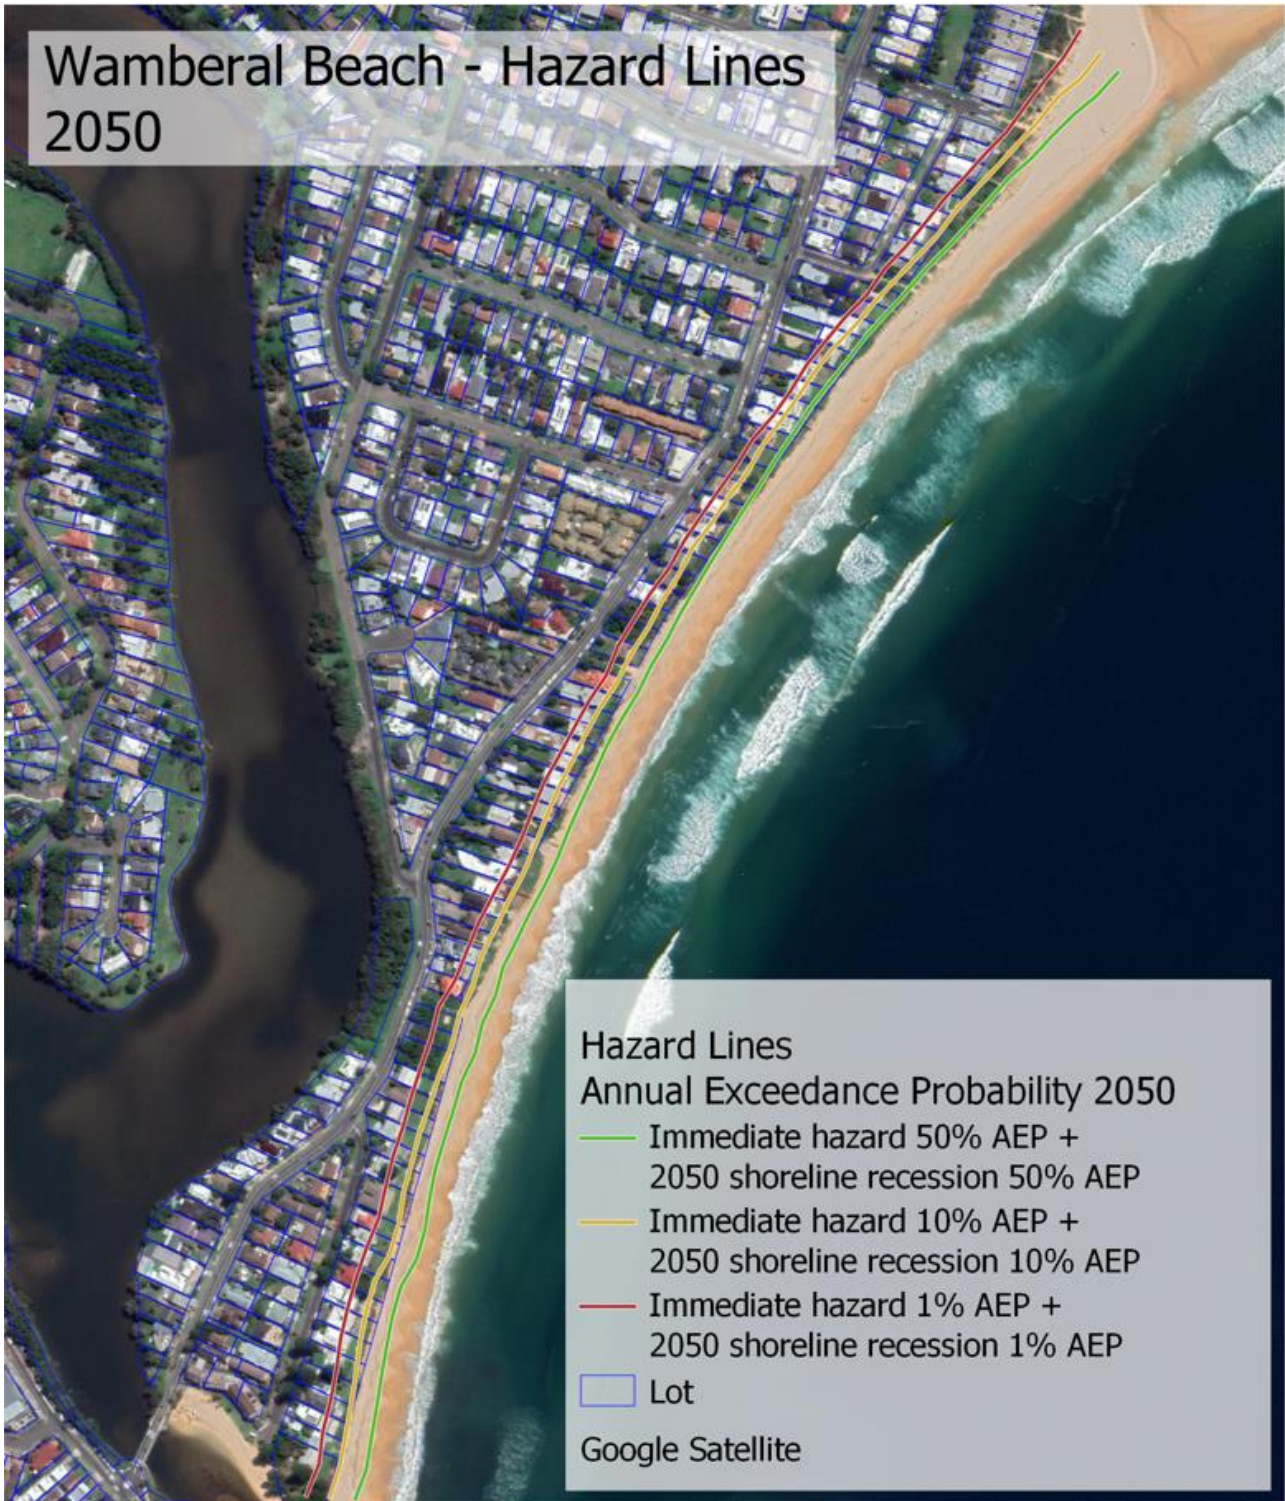 Wamberal Beach - Hazard Lines
2050
Hazard Lines
Annual Exceedance Probability 2050
Immediate hazard 50% AEP +
2050 shoreline recession 50% AEP
Immediate hazard 10% AEP +
2050 shoreline recession 10% AEP
Immediate hazard 1% AEP +
2050 shoreline recession 1% AEP
Lot
Google Satellite